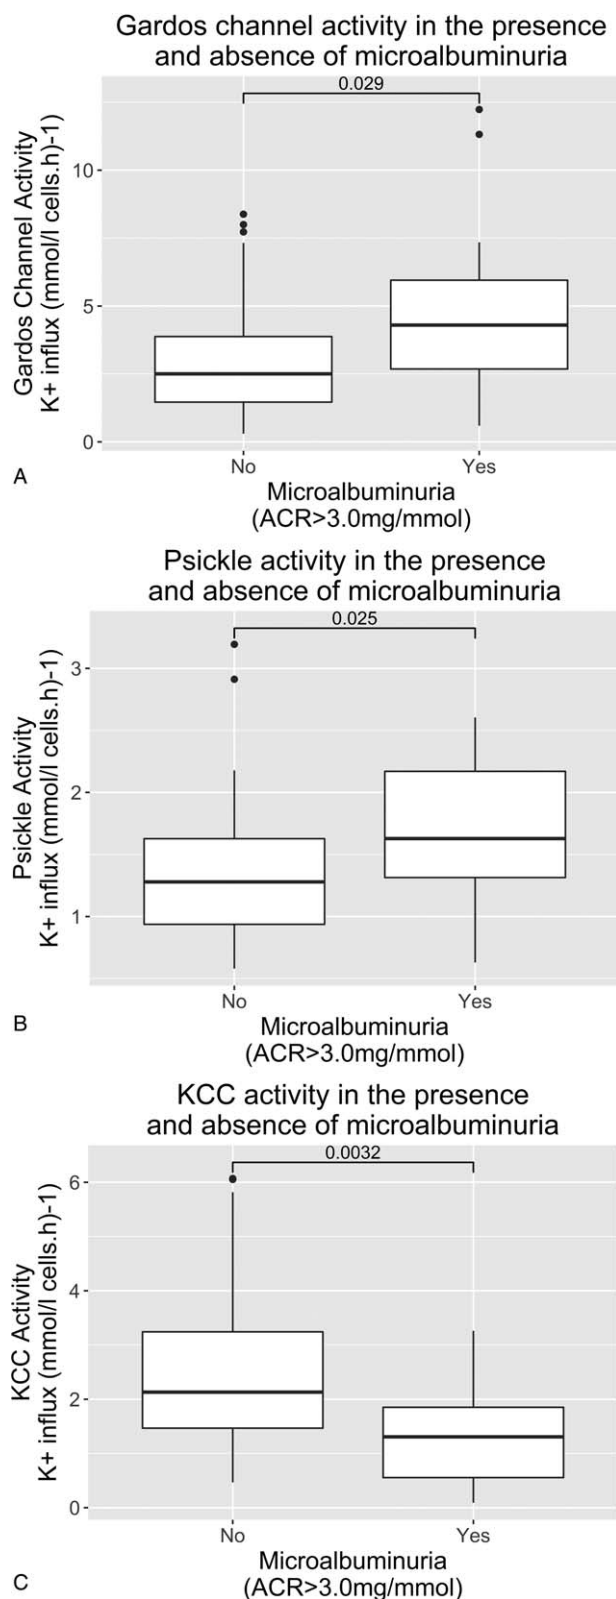 Gardos channel activity in the presence
and absence of microalbuminuria
0.029
Gardos Channel Activity
K+ influx (mmol/l cells.h)-1)
10
5
0
No
Yes
A
Microalbuminuria
(ACR>3.0mg/mmol)
Psickle activity in the presence
and absence of microalbuminuria
0.025
Psickle Activity
K+ influx (mmol/l cells.h)-1)
3
2
1
No
Yes
B
Microalbuminuria
(ACR>3.0mg/mmol)
KCC activity in the presence
and absence of microalbuminuria
0.0032
KCC Activity
K+ influx (mmol/l cells.h)-1)
6
4
2
0
No
Yes
C
Microalbuminuria
(ACR>3.0mg/mmol)